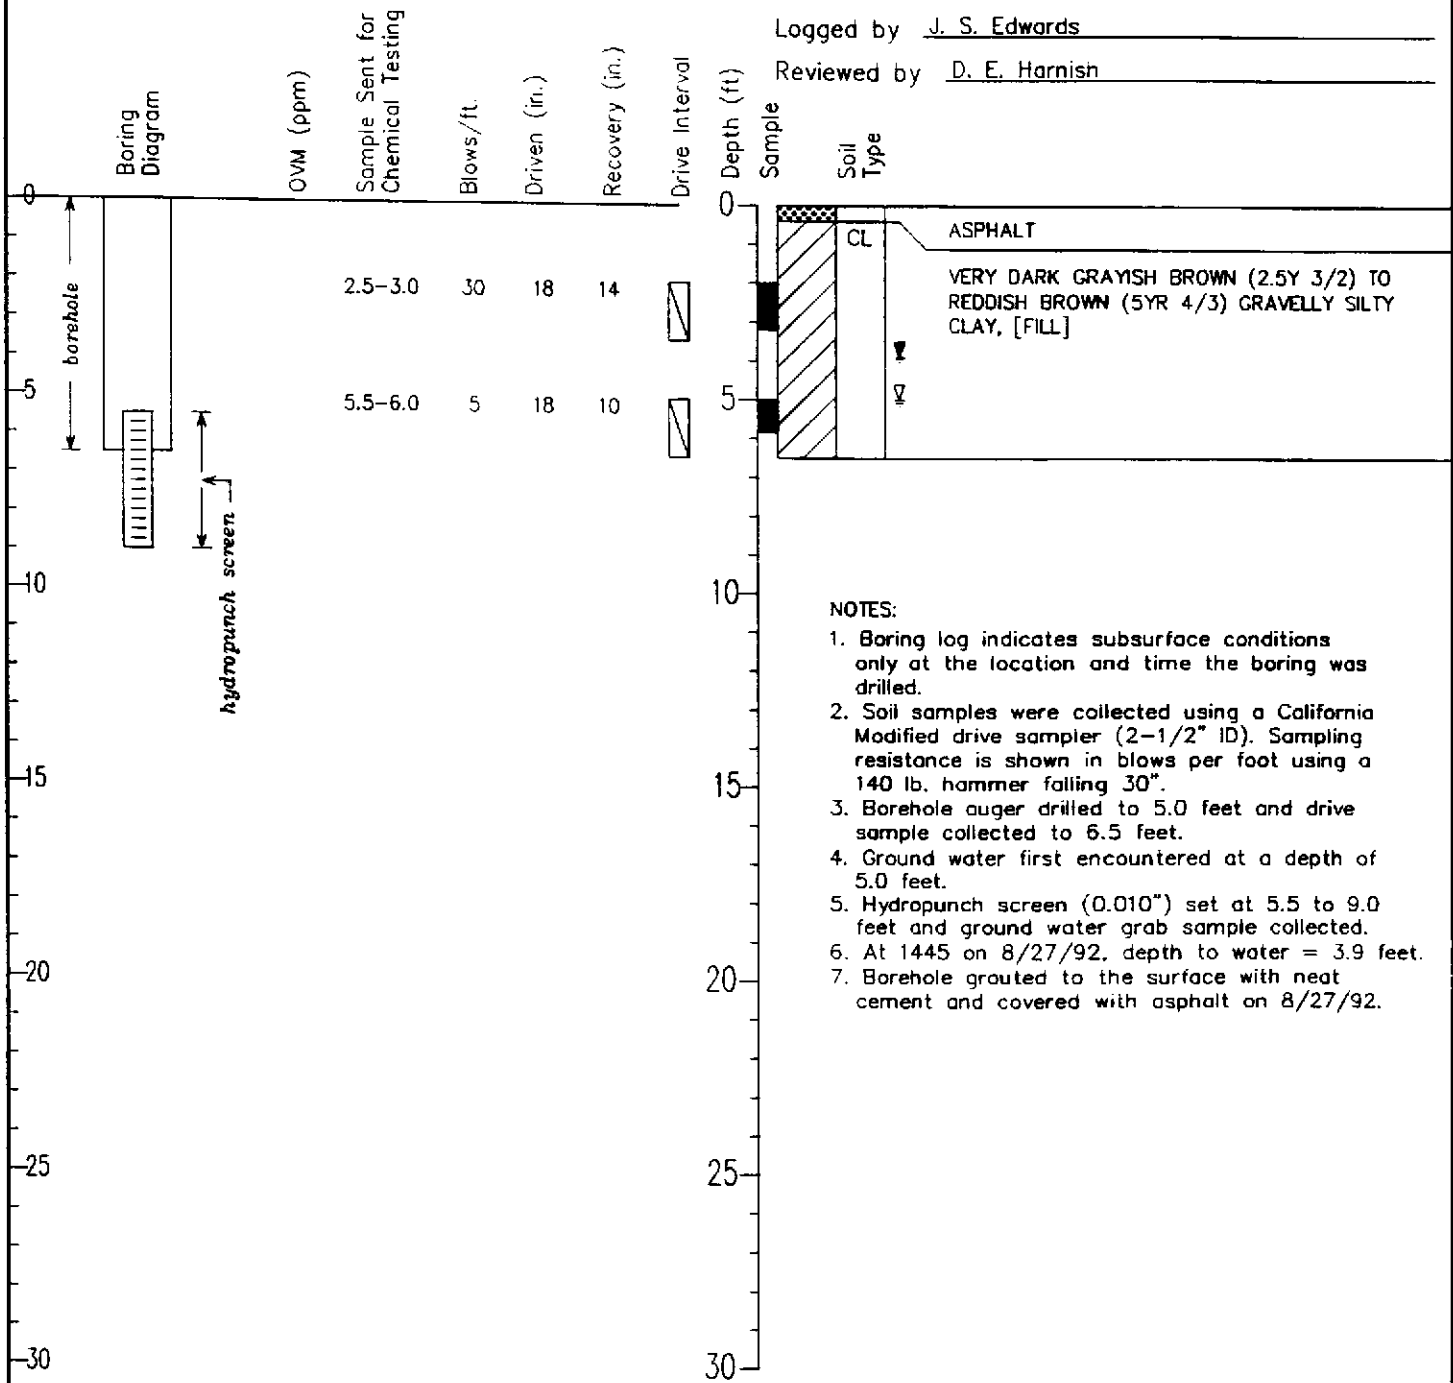 Logged by J. S. Edwards
Reviewed by D. E. Harnish
Boring
Diagram
OVM (ppm)
Sample Sent for
Chemical Testing
Blows/ft.
Driven (in.)
Recovery (in.)
Drive Interval
Depth (ft)
Sample
Soil
Type
0
0
ASPHALT
CL
borehole
2.5-3.0 30 18 14
VERY DARK GRAYISH BROWN (2.5Y 3/2) TO
REDDISH BROWN (5YR 4/3) GRAVELLY SILTY
CLAY, [FILL]
5
5.5-6.0 5 18 10
5
hydropunch screen
10
10
NOTES:
1. Boring log indicates subsurface conditions
only at the location and time the boring was
drilled.
2. Soil samples were collected using a California
Modified drive sampler (2-1/2" ID). Sampling
resistance is shown in blows per foot using a
140 lb. hammer falling 30".
3. Borehole auger drilled to 5.0 feet and drive
sample collected to 6.5 feet.
4. Ground water first encountered at a depth of
5.0 feet.
5. Hydropunch screen (0.010") set at 5.5 to 9.0
feet and ground water grab sample collected.
6. At 1445 on 8/27/92, depth to water = 3.9 feet.
7. Borehole grouted to the surface with neat
cement and covered with asphalt on 8/27/92.
15
15
20
20
25
25
30
30